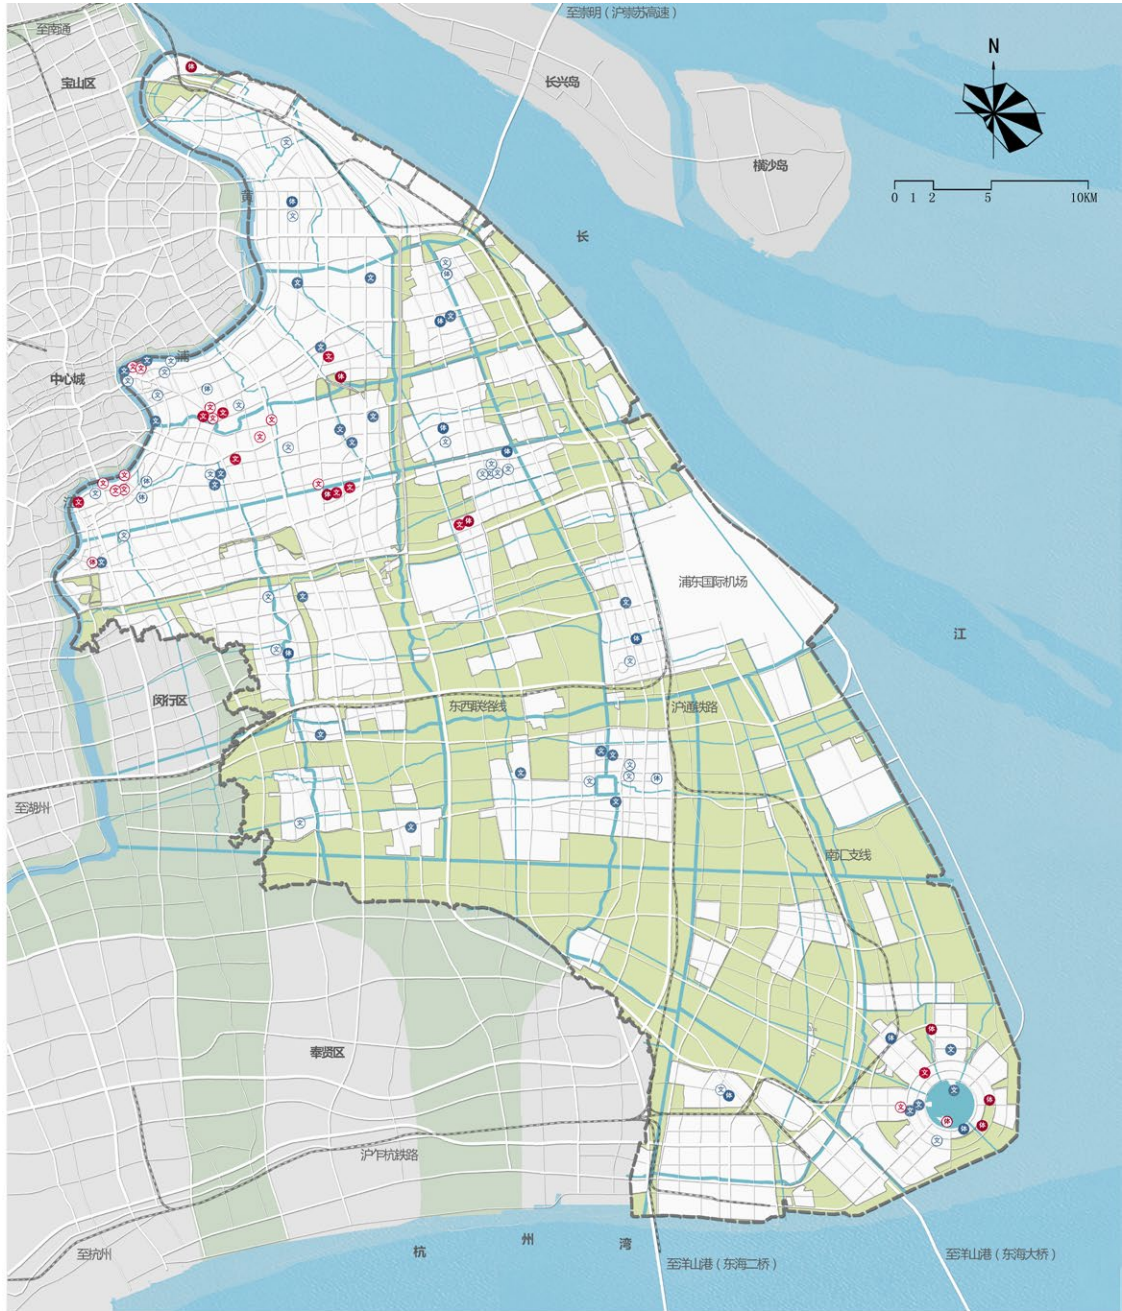 至崇明（沪崇苏高速）
至南通
N
宝山区
长兴岛
横沙岛
0 1 2 5 10KM
黄
长
浦
中心城
江
浦东国际机场
江
闵行区
东西联络线
沪通铁路
至湖州
南汇支线
奉贤区
沪乍杭铁路
杭
州
湾
至杭州
至洋山港（东海二桥）
至洋山港（东海大桥）